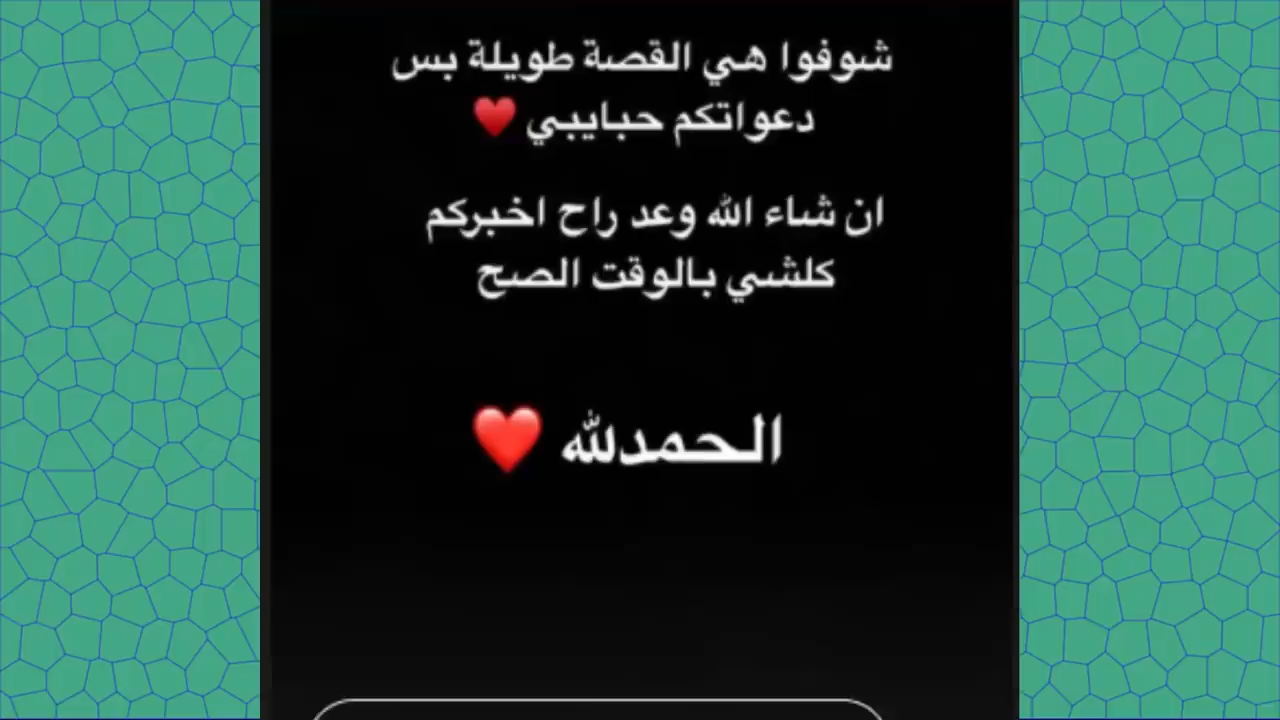 شوفوا هي القصة طويلة بس
دعواتكم حبايبي ♥️
ان شاء الله وعد راح اخبركم
كلشي بالوقت الصح
الحمدلله ❤️